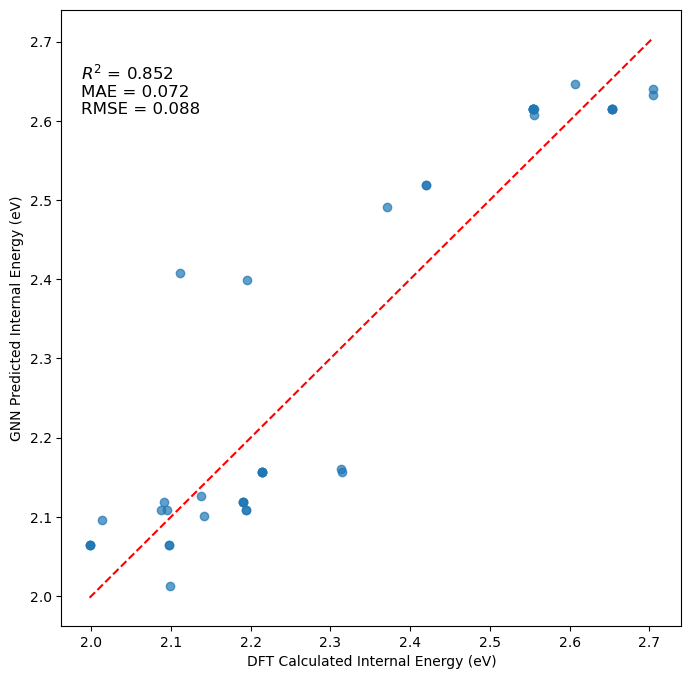 2.7
R² = 0.852
MAE = 0.072
RMSE = 0.088
2.6
2.5
2.4
2.3
2.2
2.1
2.0
GNN Predicted Internal Energy (eV)
2.0 2.1 2.2 2.3 2.4 2.5 2.6 2.7
DFT Calculated Internal Energy (eV)